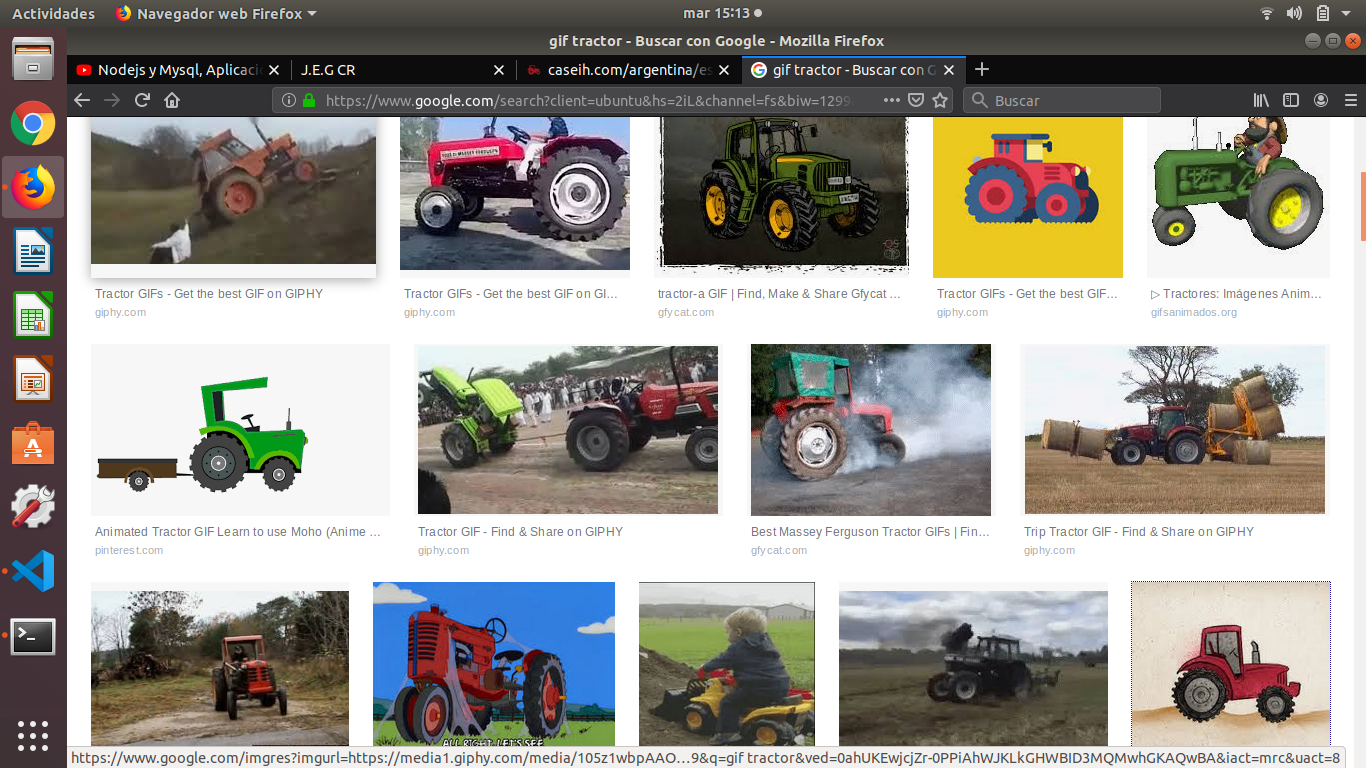 Actividades
Navegador web Firefox
mar 15:13
gif tractor - Buscar con Google - Mozilla Firefox
Nodejs y Mysql, Aplicació
J.E.G CR
caseih.com/argentina/es
gif tractor - Buscar con G
https://www.google.com/search?client=ubuntu&hs=2iL&channel=fs&biw=1299
Buscar
Tractor GIFs - Get the best GIF on GIPHY
giphy.com
Tractor GIFs - Get the best GIF on GI...
giphy.com
tractor-a GIF | Find, Make & Share Gfycat ...
gfycat.com
Tractor GIFs - Get the best GIF...
giphy.com
▷ Tractores: Imágenes Anim...
gifsanimados.org
Animated Tractor GIF Learn to use Moho (Anime ...
pinterest.com
Tractor GIF - Find & Share on GIPHY
giphy.com
Best Massey Ferguson Tractor GIFs | Fin...
gfycat.com
Trip Tractor GIF - Find & Share on GIPHY
giphy.com
ALL RIGHT, LET'S SEE
https://www.google.com/imgres?imgurl=https://media1.giphy.com/media/105z1wbpAAO...9&q=gif tractor&ved=0ahUKEwjcjZr-0PPiAhWJKLkGHWBID3MQMwhGKAQwBA&iact=mrc&uact=8